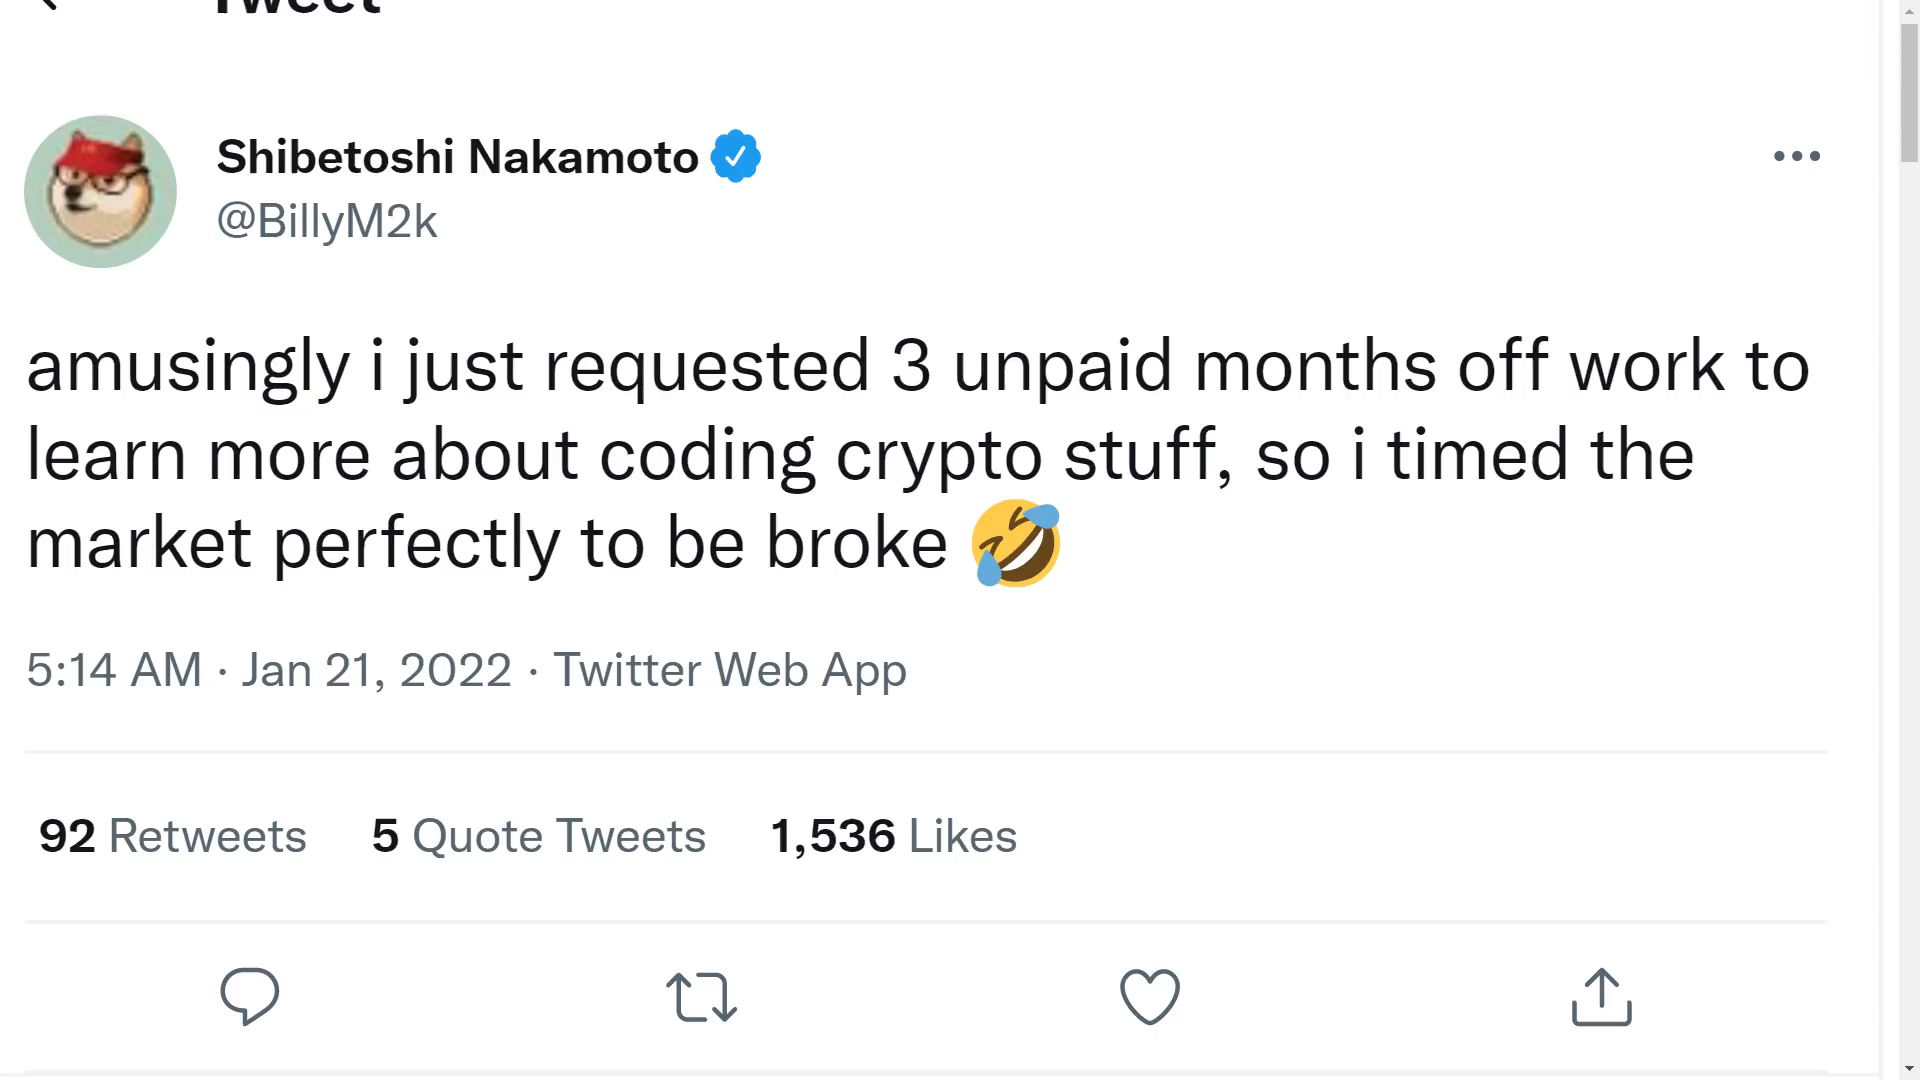 Tweet
Shibetoshi Nakamoto
@BillyM2k
amusingly i just requested 3 unpaid months off work to
learn more about coding crypto stuff, so i timed the
market perfectly to be broke 🤣
5:14 AM · Jan 21, 2022 · Twitter Web App
92 Retweets 5 Quote Tweets 1,536 Likes